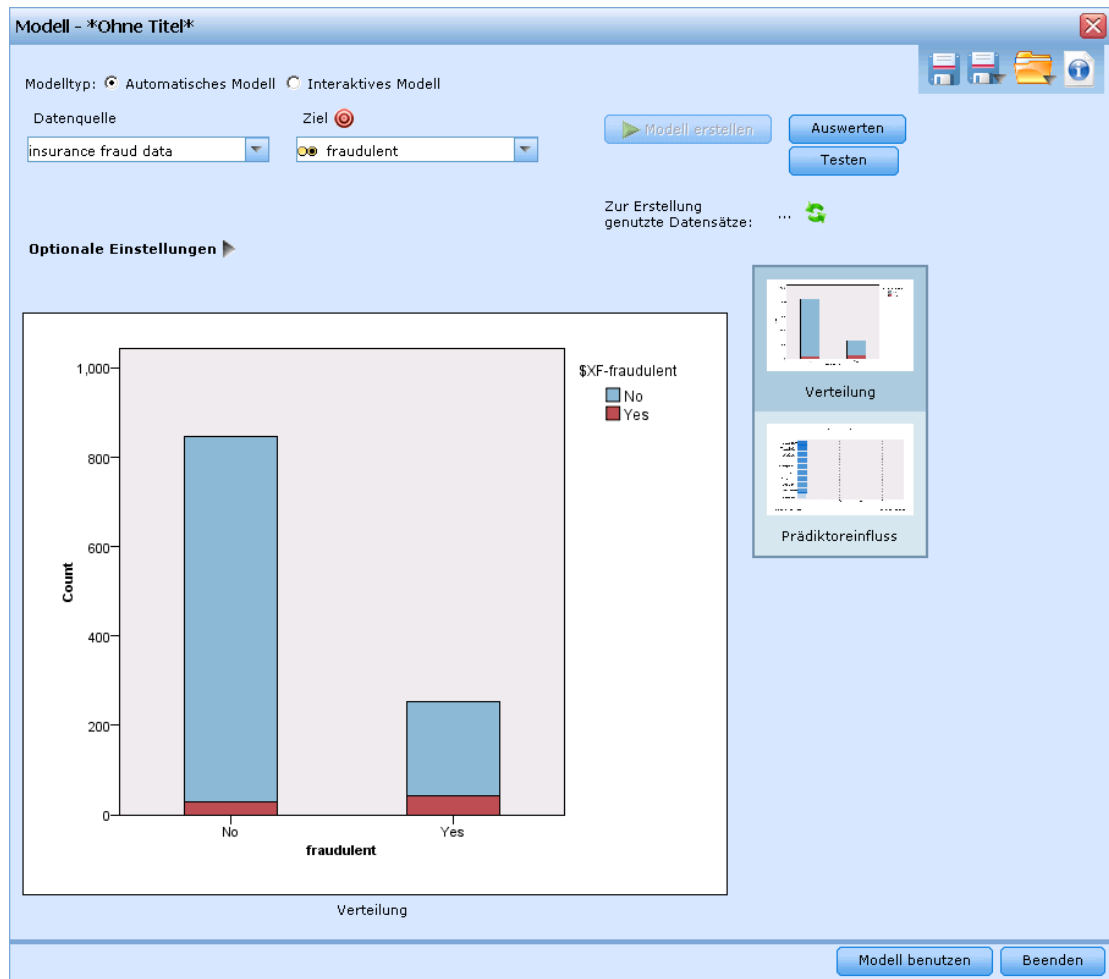 Modell - *Ohne Titel*
Modelltyp: Automatisches Modell Interaktives Modell
Datenquelle
Ziel
insurance fraud data
fraudulent
Modell erstellen
Auswerten
Testen
Zur Erstellung
genutzte Datensätze: ...
Optionale Einstellungen
1,000
800
600
400
200
0
Count
No
Yes
fraudulent
$XF-fraudulent
No
Yes
Verteilung
Verteilung
Prädiktoreinfluss
Modell benutzen
Beenden